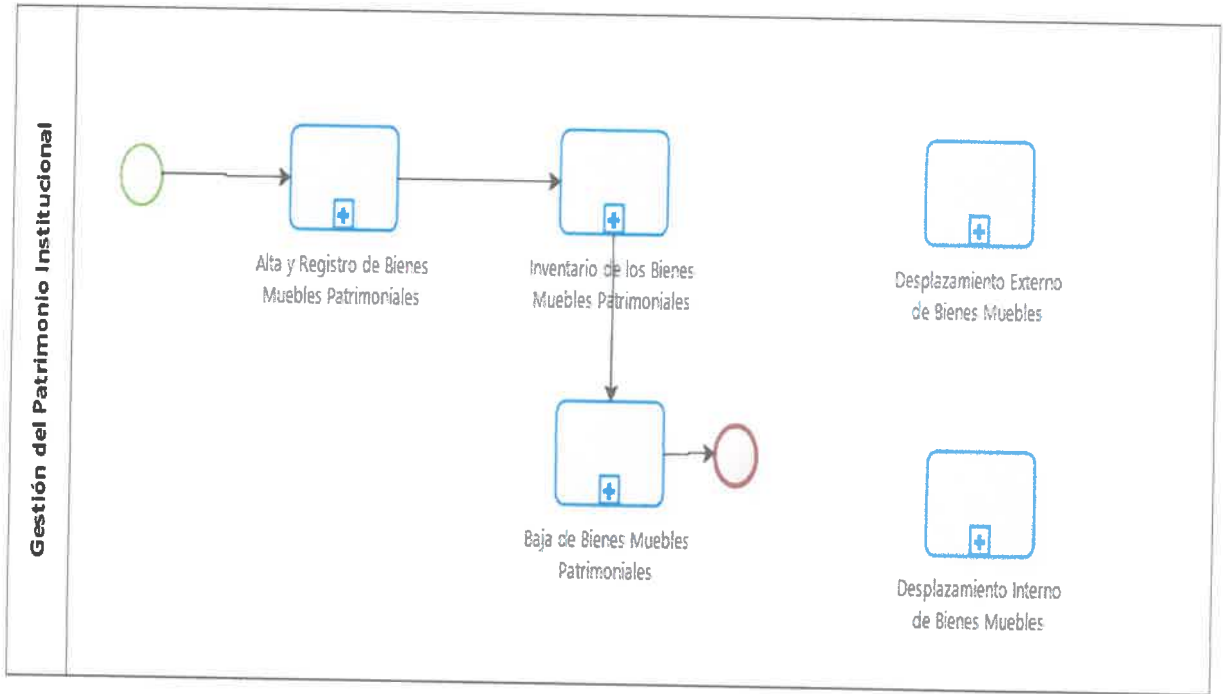 Gestión del Patrimonio Institucional
Alta y Registro de Bienes
Muebles Patrimoniales
Inventario de los Bienes
Muebles Patrimoniales
Desplazamiento Externo
de Bienes Muebles
Baja de Bienes Muebles
Patrimoniales
Desplazamiento Interno
de Bienes Muebles